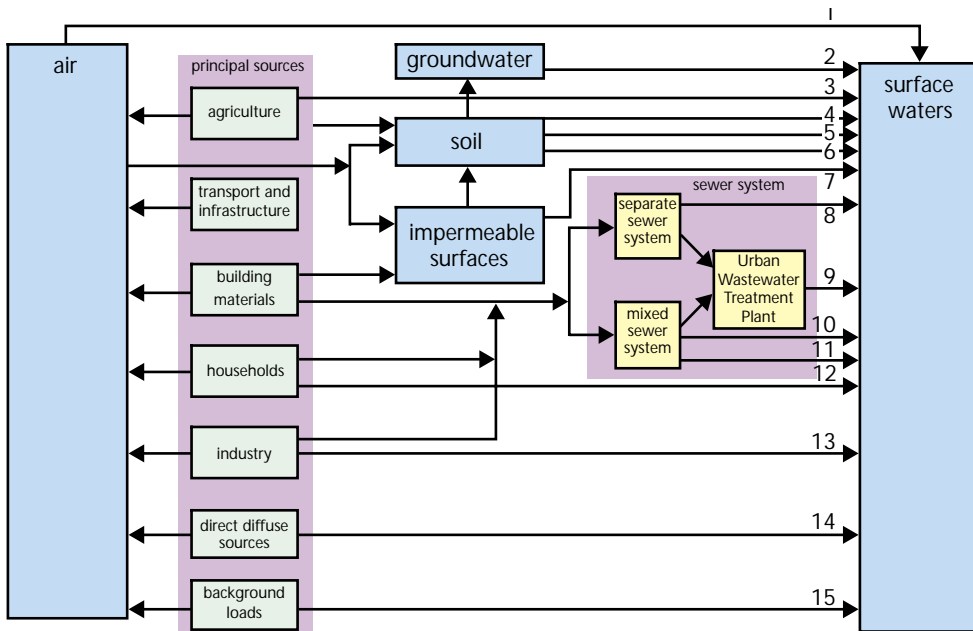 1
air
principal sources
groundwater
2
surface
waters
agriculture
3
soil
4
5
6
transport and
infrastructure
sewer system
7
impermeable
surfaces
separate
sewer
system
8
building
materials
Urban
Wastewater
Treatment
Plant
9
mixed
sewer
system
10
11
households
12
industry
13
direct diffuse
sources
14
background
loads
15